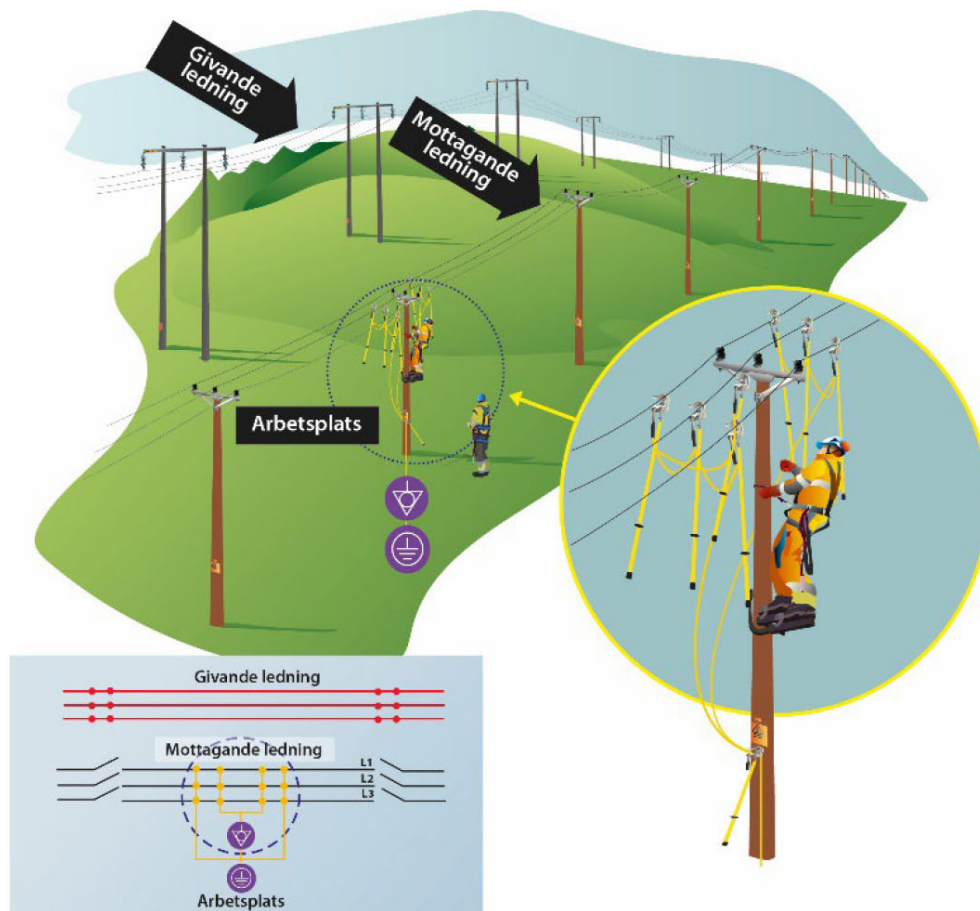 Givande
ledning
Mottagande
ledning
Arbetsplats
Givande ledning
Mottagande ledning
L1
L2
L3
Arbetsplats